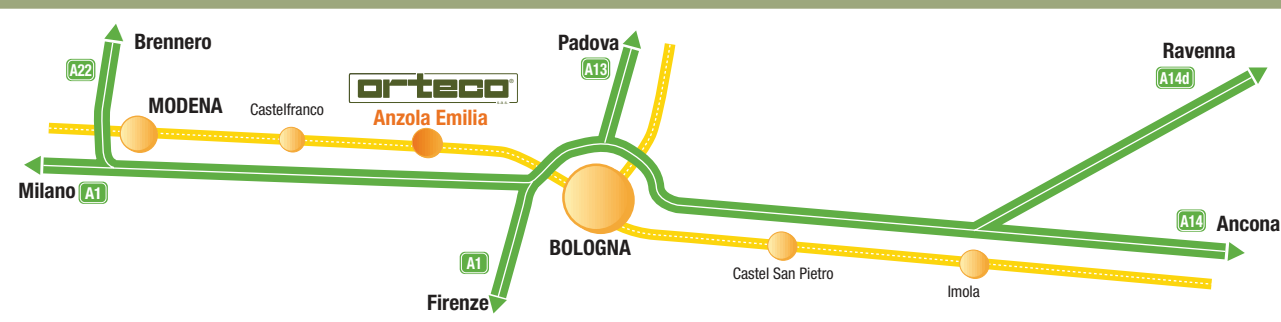 Brennero
A22
MODENA
Castelfranco
orteco®
Anzola Emilia
Padova
A13
Ravenna
A14d
Milano A1
BOLOGNA
A14 Ancona
A1
Castel San Pietro
Imola
Firenze